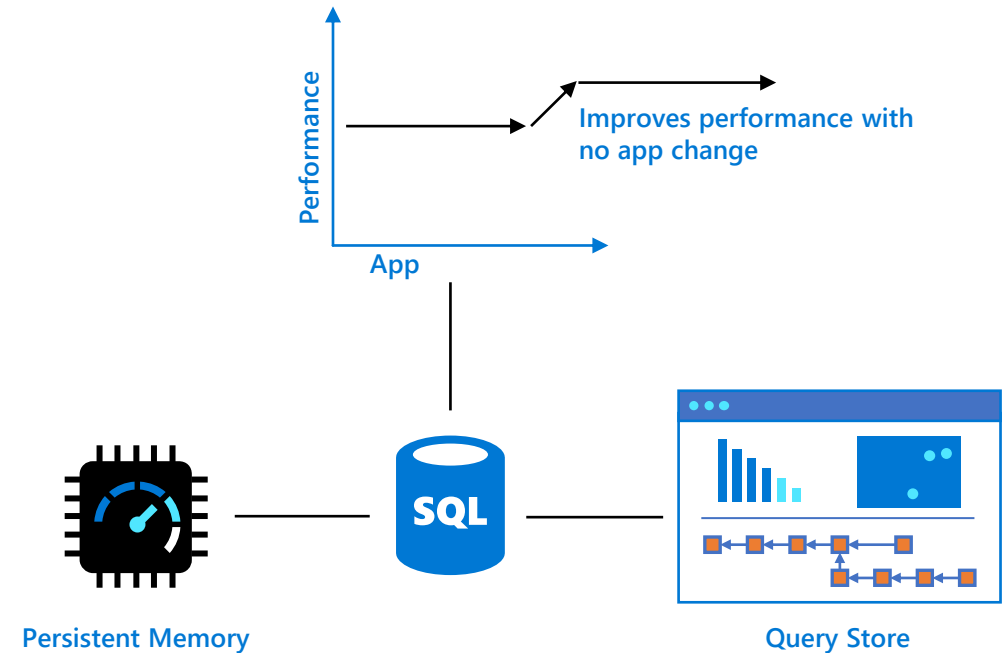 Performance
Improves performance with
no app change
App
SQL
Persistent Memory
Query Store